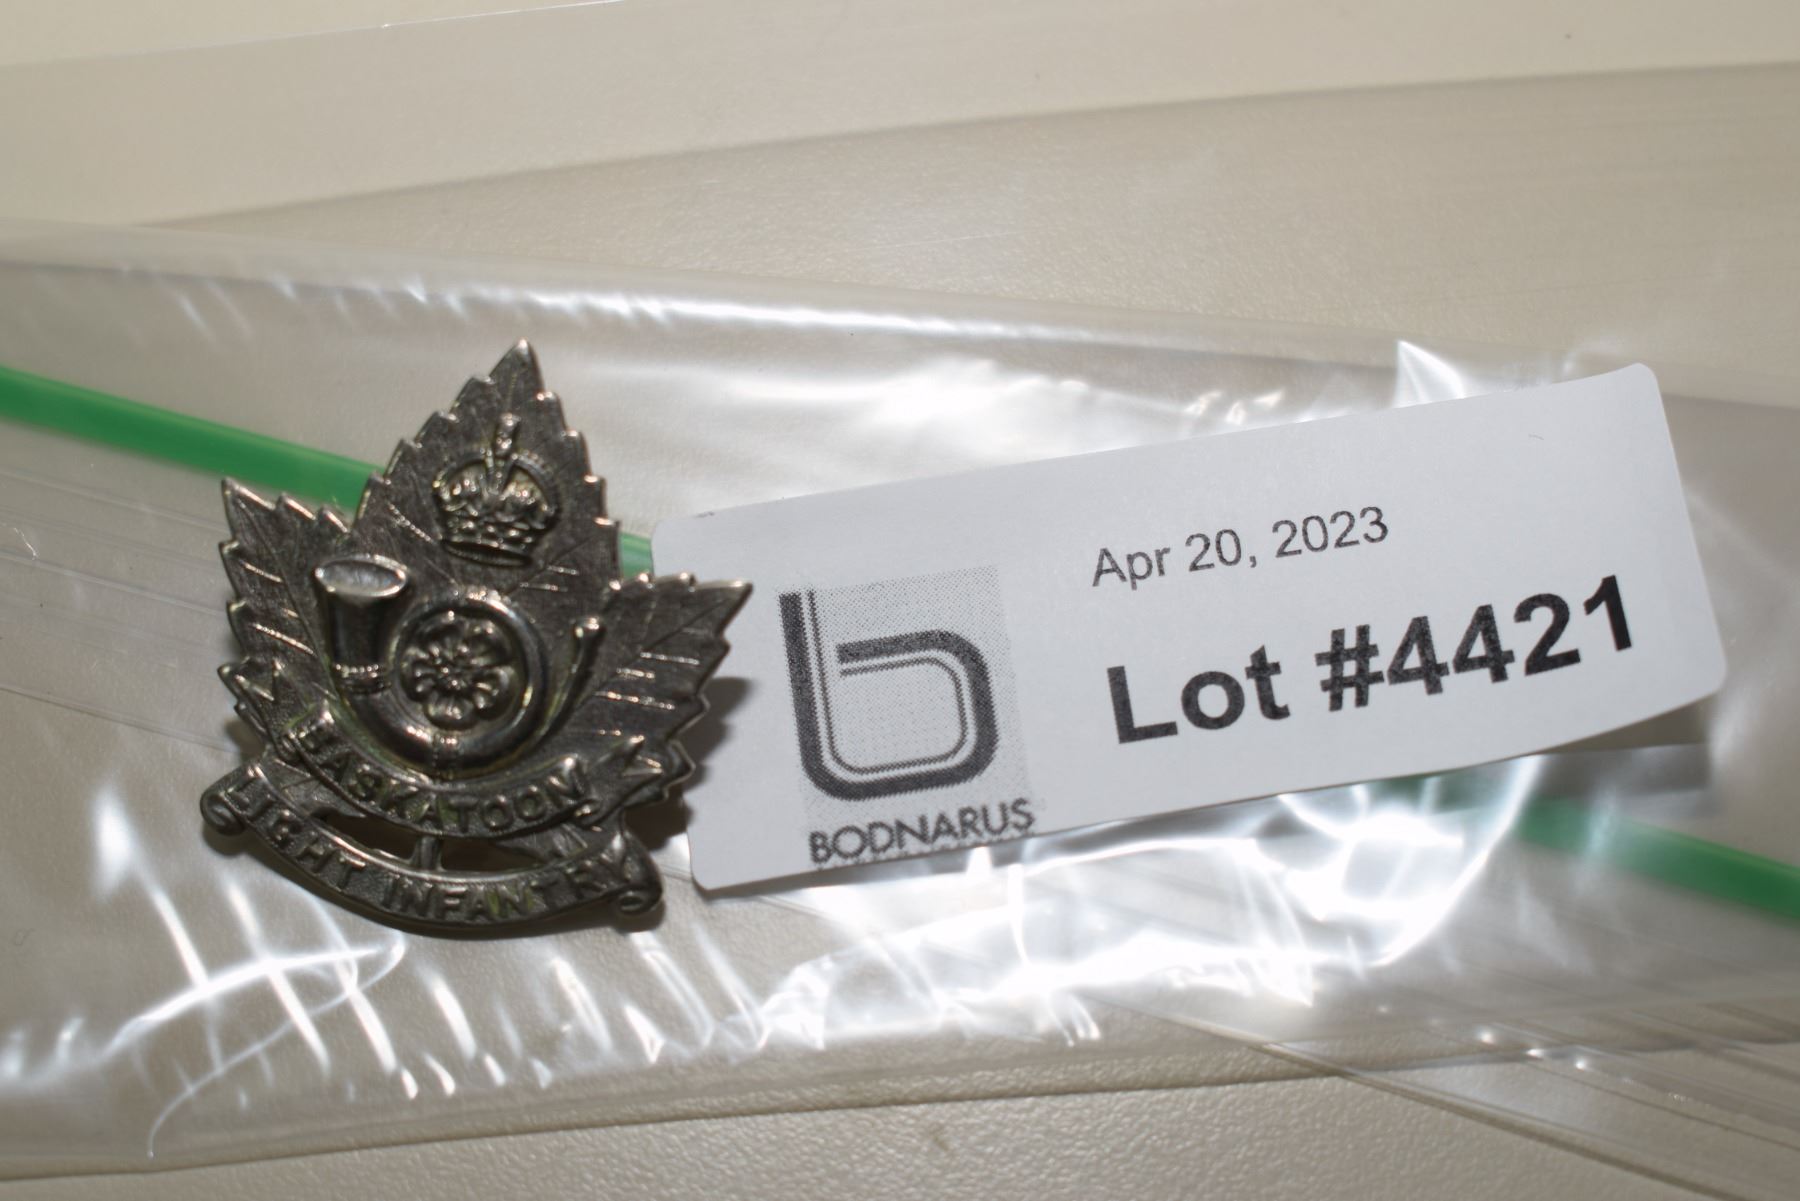 SASKATOON
LIGHT INFANTRY
Apr 20, 2023
Lot #4421
BODNARUS